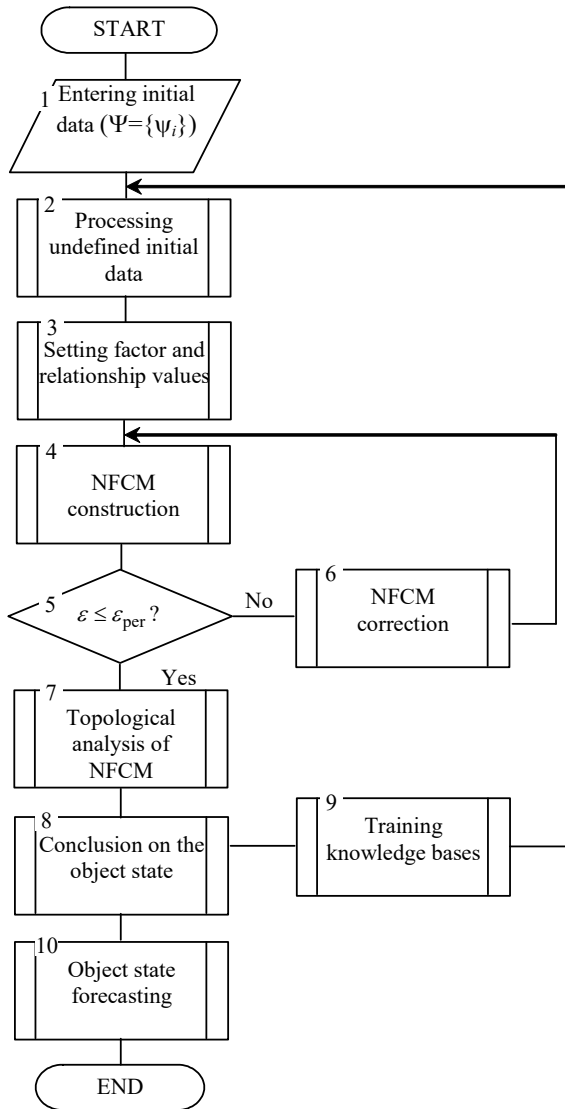 START
1 Entering initial
data (Ψ={ψi})
2
Processing
undefined initial
data
3
Setting factor and
relationship values
4
NFCM
construction
5
ε ≤ εper ?
No
6
NFCM
correction
Yes
7
Topological
analysis of
NFCM
8
Conclusion on the
object state
9
Training
knowledge bases
10
Object state
forecasting
END